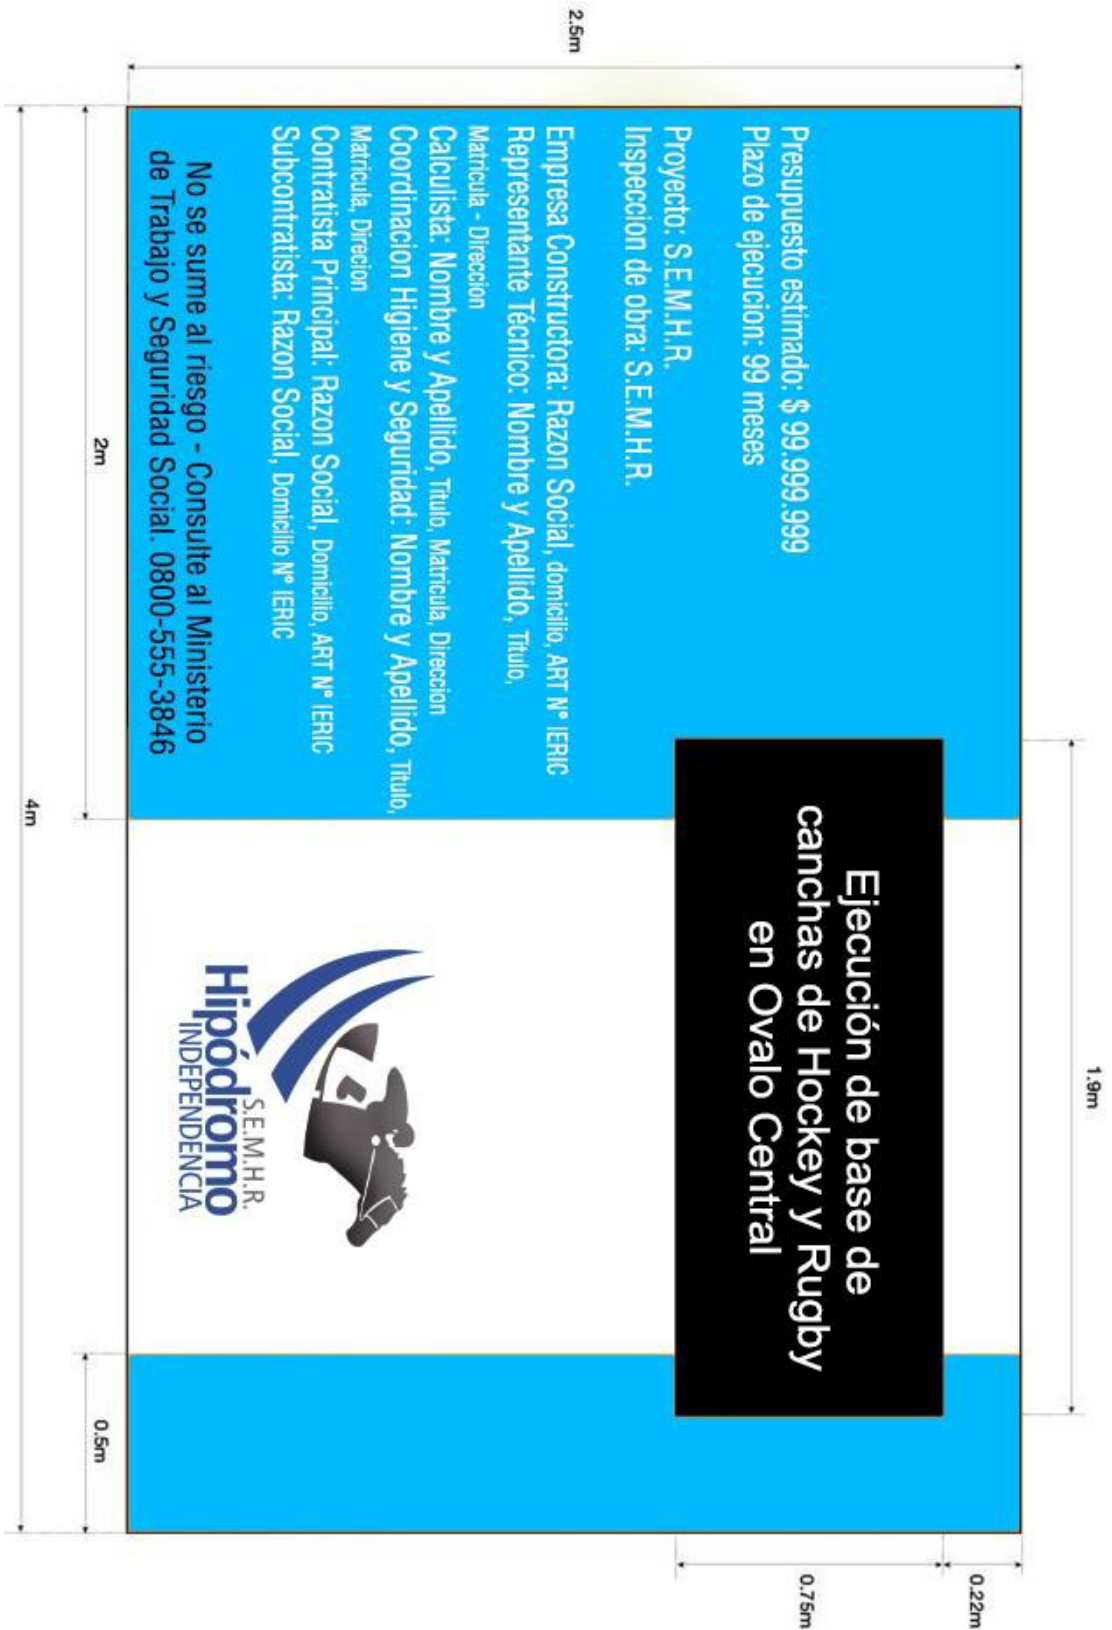 2.5m
Presupuesto estimado: $ 99.999.999
Plazo de ejecucion: 99 meses
Proyecto: S.E.M.H.R.
Inspeccion de obra: S.E.M.H.R.
Empresa Constructora: Razon Social, domicilio, ART Nº IERIC
Representante Técnico: Nombre y Apellido, Titulo,
Matricula - Direccion
Calculista: Nombre y Apellido, Titulo, Matricula, Direccion
Coordinacion Higiene y Seguridad: Nombre y Apellido, Titulo,
Matricula, Direcion
Contratista Principal: Razon Social, Domicilio, ART Nº IERIC
Subcontratista: Razon Social, Domicilio Nº IERIC
No se sume al riesgo - Consulte al Ministerio
de Trabajo y Seguridad Social. 0800-555-3846
Ejecución de base de
canchas de Hockey y Rugby
en Ovalo Central
S.E.M.H.R.
Hipódromo
INDEPENDENCIA
1.9m
0.22m
0.75m
2m
0.5m
4m